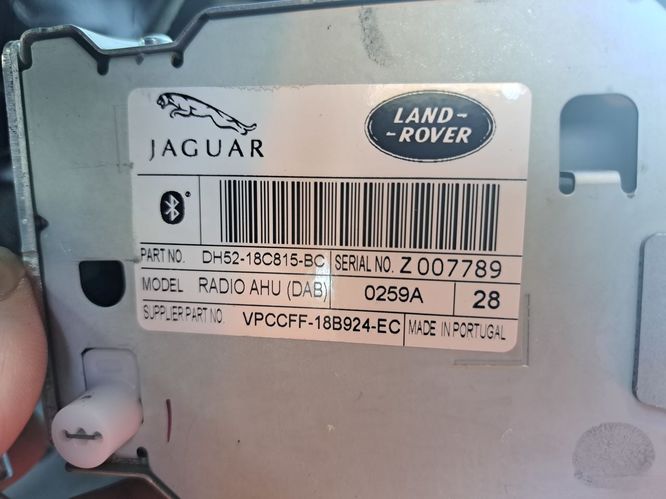 JAGUAR
LAND-
-ROVER
PART NO. DH52-18C815-BC SERIAL NO. Z 007789
MODEL RADIO AHU (DAB) 0259A 28
SUPPLIER PART NO. VPCCFF-18B924-EC MADE IN PORTUGAL